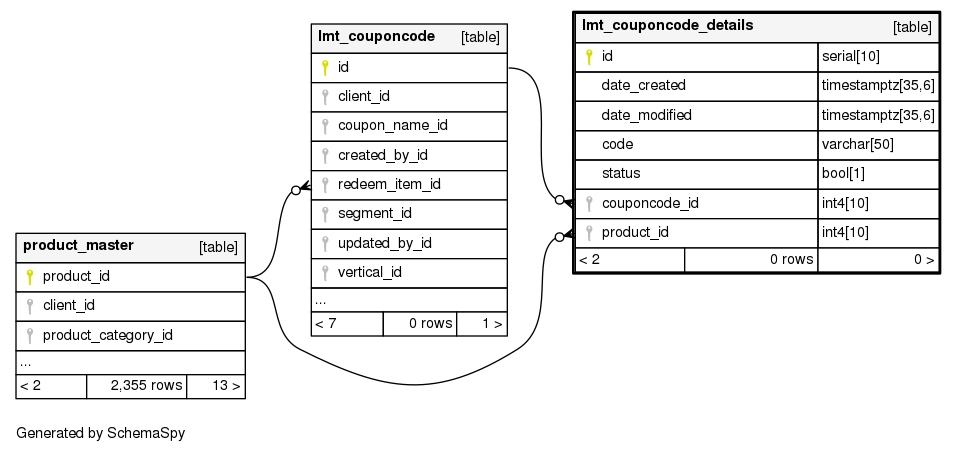 product_master [table]
product_id
client_id
product_category_id
...
< 2 2,355 rows 13 >
lmt_couponcode [table]
id
client_id
coupon_name_id
created_by_id
redeem_item_id
segment_id
updated_by_id
vertical_id
...
< 7 0 rows 1 >
lmt_couponcode_details [table]
id serial[10]
date_created timestamptz[35,6]
date_modified timestamptz[35,6]
code varchar[50]
status bool[1]
couponcode_id int4[10]
product_id int4[10]
< 2 0 rows 0 >
Generated by SchemaSpy